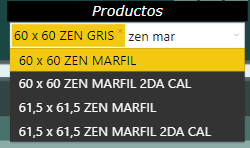 Productos
60 x 60 ZEN GRIS × zen mar
60 x 60 ZEN MARFIL
60 x 60 ZEN MARFIL 2DA CAL
61,5 x 61,5 ZEN MARFIL
61,5 x 61,5 ZEN MARFIL 2DA CAL